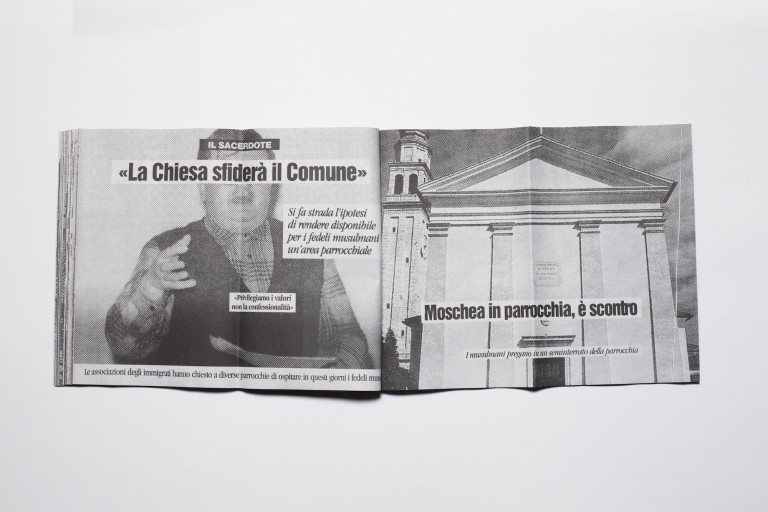 IL SACERDOTE
«La Chiesa sfiderà il Comune»
Si fa strada l'ipotesi
di rendere disponibile
per i fedeli musulmani
un'area parrocchiale
«Privilegiamo i valori
non la confessionalità»
Le associazioni degli immigrati hanno chiesto a diverse parrocchie di ospitare in questi giorni i fedeli mus
Moschea in parrocchia, è scontro
I musulmani pregano in un seminterrato della parrocchia